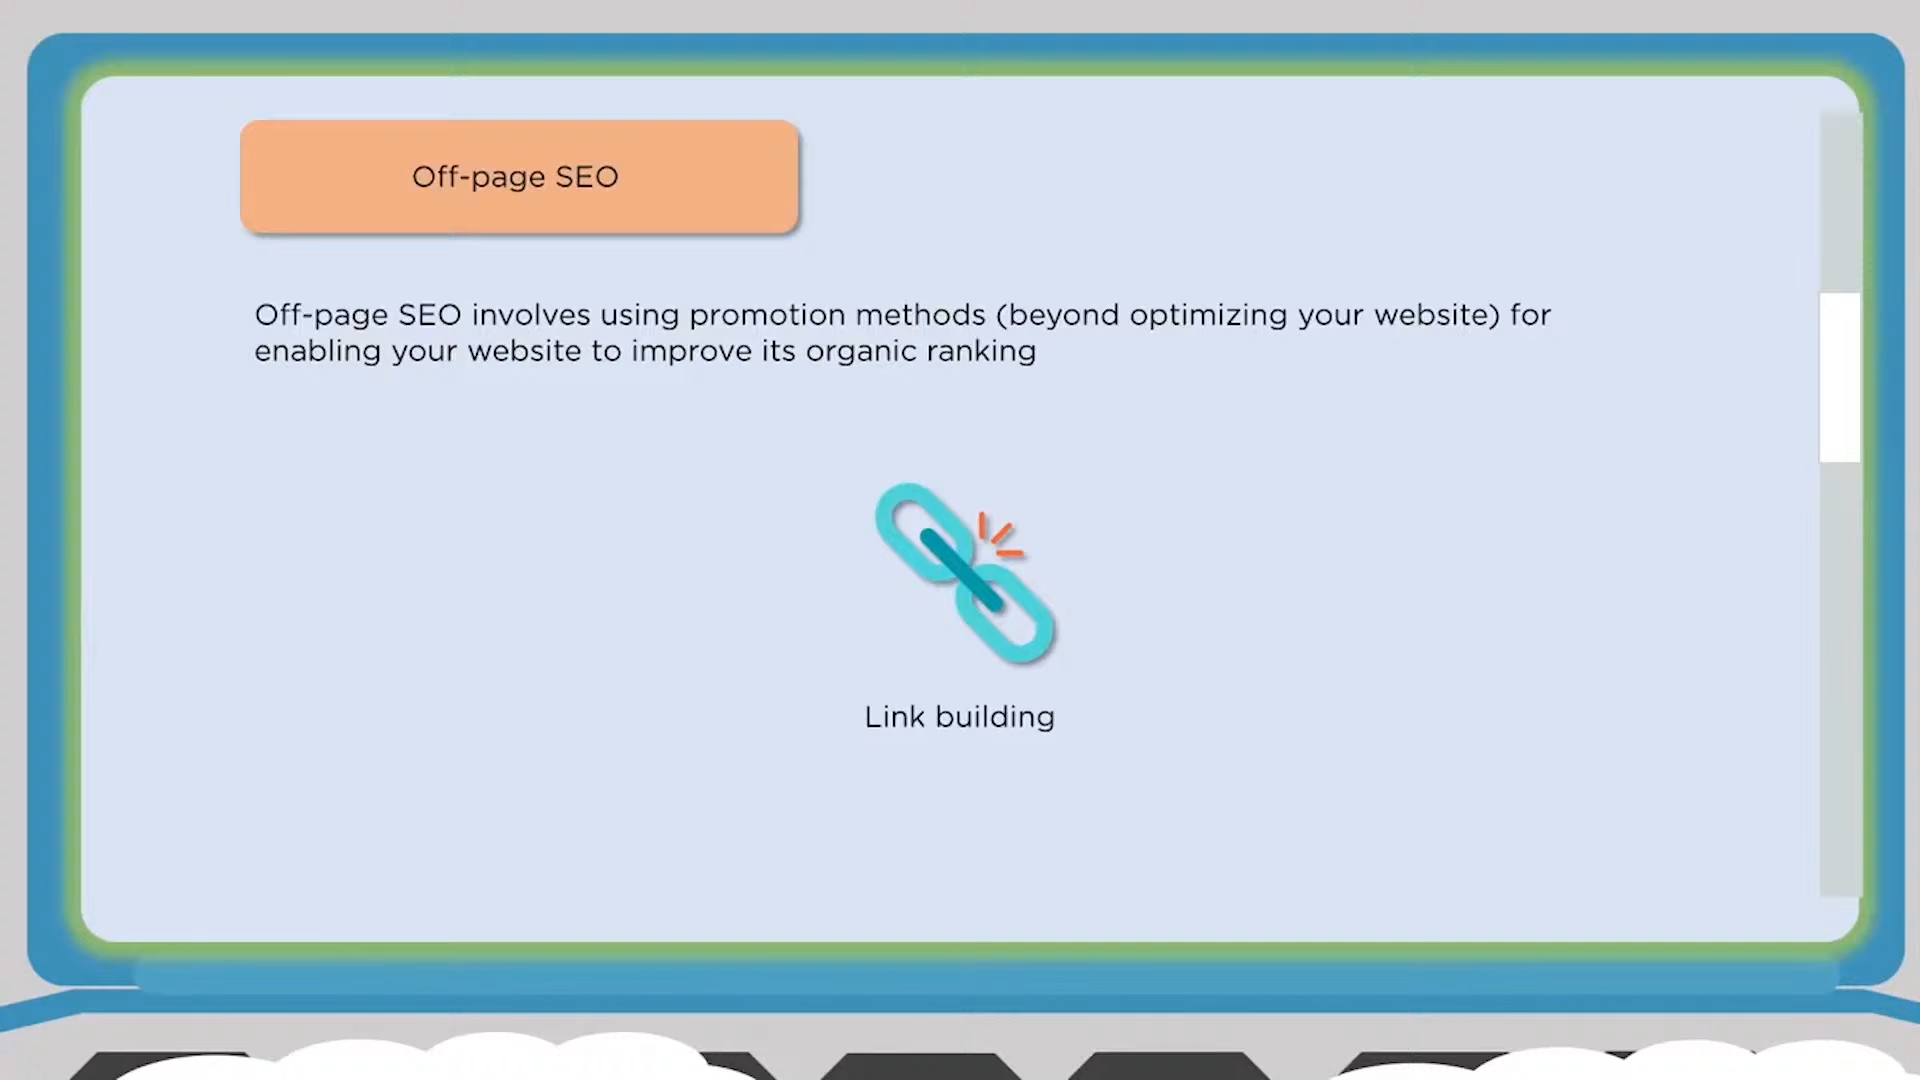 Off-page SEO
Off-page SEO involves using promotion methods (beyond optimizing your website) for
enabling your website to improve its organic ranking
Link building